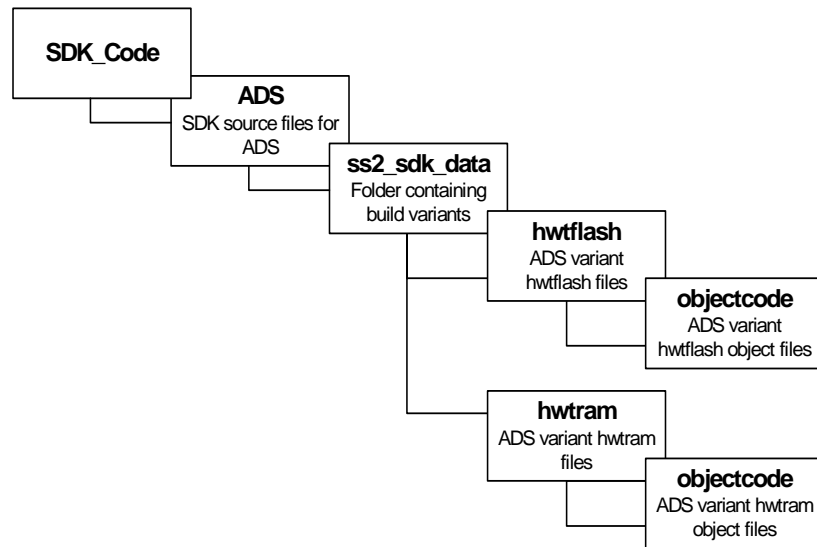 SDK_Code
ADS
SDK source files for
ADS
ss2_sdk_data
Folder containing
build variants
hwtflash
ADS variant
hwtflash files
objectcode
ADS variant
hwtflash object files
hwtram
ADS variant hwtram
files
objectcode
ADS variant hwtram
object files